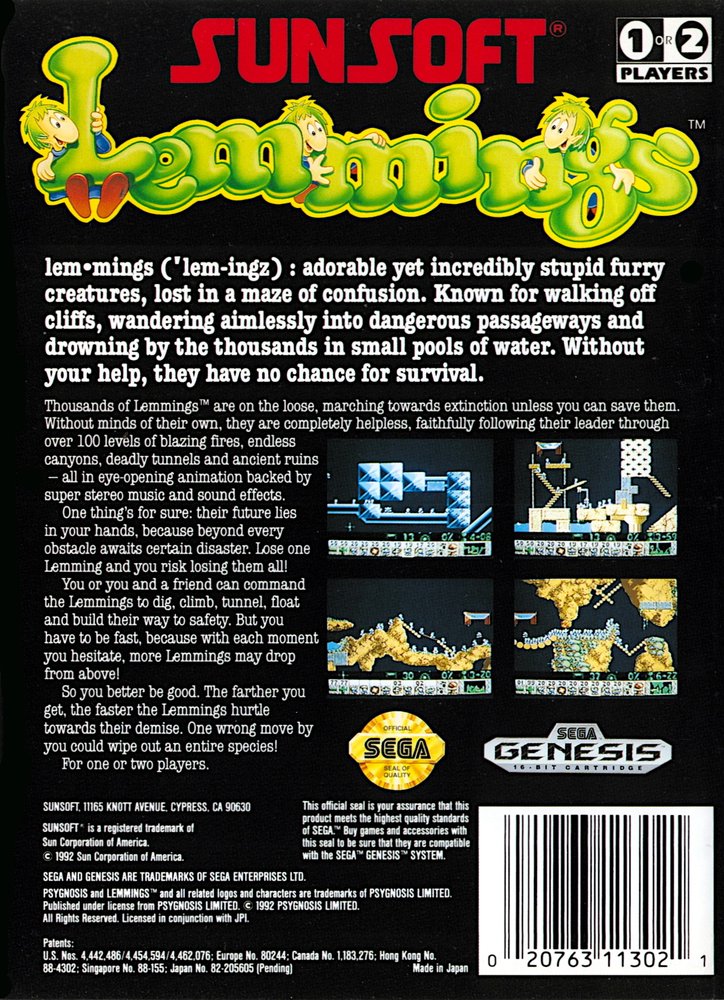 SUNSOFT®
1 OR 2
PLAYERS
Lemmings™
lem•mings ('lem-ingz) : adorable yet incredibly stupid furry
creatures, lost in a maze of confusion. Known for walking off
cliffs, wandering aimlessly into dangerous passageways and
drowning by the thousands in small pools of water. Without
your help, they have no chance for survival.
Thousands of Lemmings™ are on the loose, marching towards extinction unless you can save them.
Without minds of their own, they are completely helpless, faithfully following their leader through
over 100 levels of blazing fires, endless
canyons, deadly tunnels and ancient ruins
– all in eye-opening animation backed by
super stereo music and sound effects.
One thing's for sure: their future lies
in your hands, because beyond every
obstacle awaits certain disaster. Lose one
Lemming and you risk losing them all!
You or you and a friend can command
the Lemmings to dig, climb, tunnel, float
and build their way to safety. But you
have to be fast, because with each moment
you hesitate, more Lemmings may drop
from above!
So you better be good. The farther you
get, the faster the Lemmings hurtle
towards their demise. One wrong move by
you could wipe out an entire species!
For one or two players.
OFFICIAL
SEGA
SEAL OF
QUALITY
SEGA
GENESIS
16-BIT CARTRIDGE
SUNSOFT, 11165 KNOTT AVENUE, CYPRESS, CA 90630
SUNSOFT® is a registered trademark of
Sun Corporation of America.
© 1992 Sun Corporation of America.
This official seal is your assurance that this
product meets the highest quality standards
of SEGA.™ Buy games and accessories with
this seal to be sure that they are compatible
with the SEGA™ GENESIS™ SYSTEM.
SEGA AND GENESIS ARE TRADEMARKS OF SEGA ENTERPRISES LTD.
PSYGNOSIS and LEMMINGS™ and all related logos and characters are trademarks of PSYGNOSIS LIMITED.
Published under license from PSYGNOSIS LIMITED. © 1992 PSYGNOSIS LIMITED.
All Rights Reserved. Licensed in conjunction with JPI.
Patents:
U.S. Nos. 4,442,486/4,454,594/4,462,076; Europe No. 80244; Canada No. 1,183,276; Hong Kong No.
88-4302; Singapore No. 88-155; Japan No. 82-205605 (Pending)
Made in Japan
0 20763 11302 1